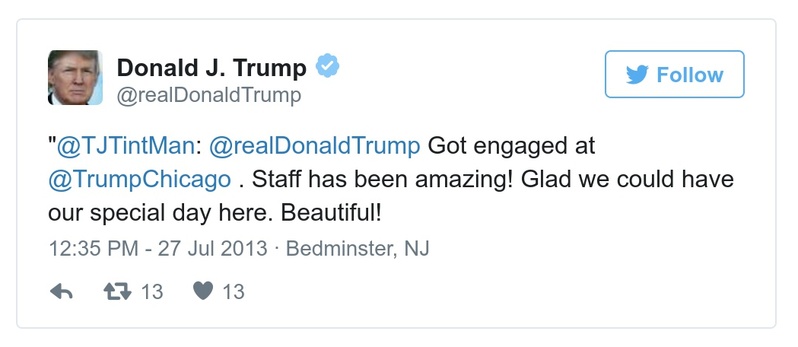 Donald J. Trump
Follow
@realDonaldTrump
"@TJTintMan: @realDonaldTrump Got engaged at
@TrumpChicago . Staff has been amazing! Glad we could have
our special day here. Beautiful!
12:35 PM - 27 Jul 2013 · Bedminster, NJ
13 13